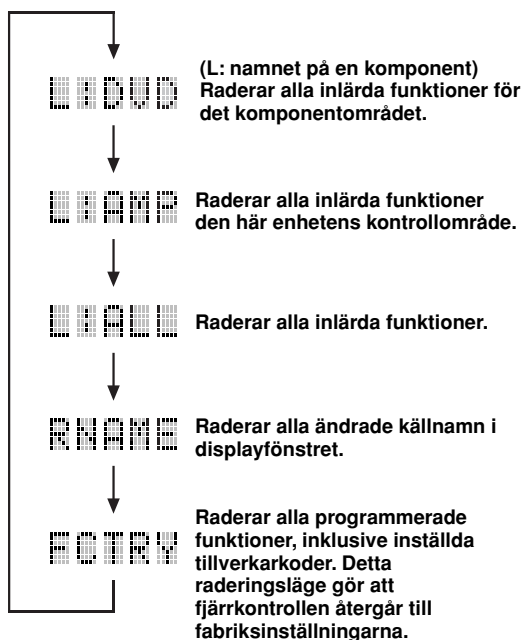 (L: namnet på en komponent)
L:DVD
Raderar alla inlärda funktioner för
det komponentområdet.
L:AMP
Raderar alla inlärda funktioner
den här enhetens kontrollområde.
L:ALL
Raderar alla inlärda funktioner.
RNAME
Raderar alla ändrade källnamn i
displayfönstret.
FCTRY
Raderar alla programmerade
funktioner, inklusive inställda
tillverkarkoder. Detta
raderingsläge gör att
fjärrkontrollen återgår till
fabriksinställningarna.